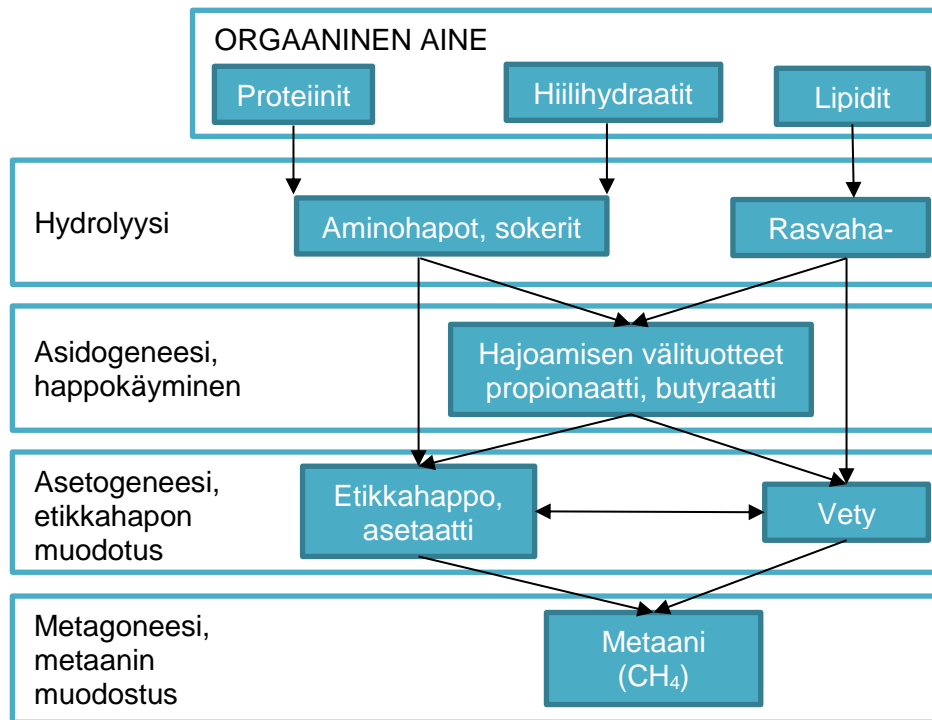 ORGAANINEN AINE
Proteiinit
Hiilihydraatit
Lipidit
Hydrolyysi
Aminohapot, sokerit
Rasvaha-
Asidogeneesi,
happokäyminen
Hajoamisen välituotteet
propionaatti, butyraatti
Asetogeneesi,
etikkahapon
muodotus
Etikkahappo,
asetaatti
Vety
Metagoneesi,
metaanin
muodostus
Metaani
(CH₄)